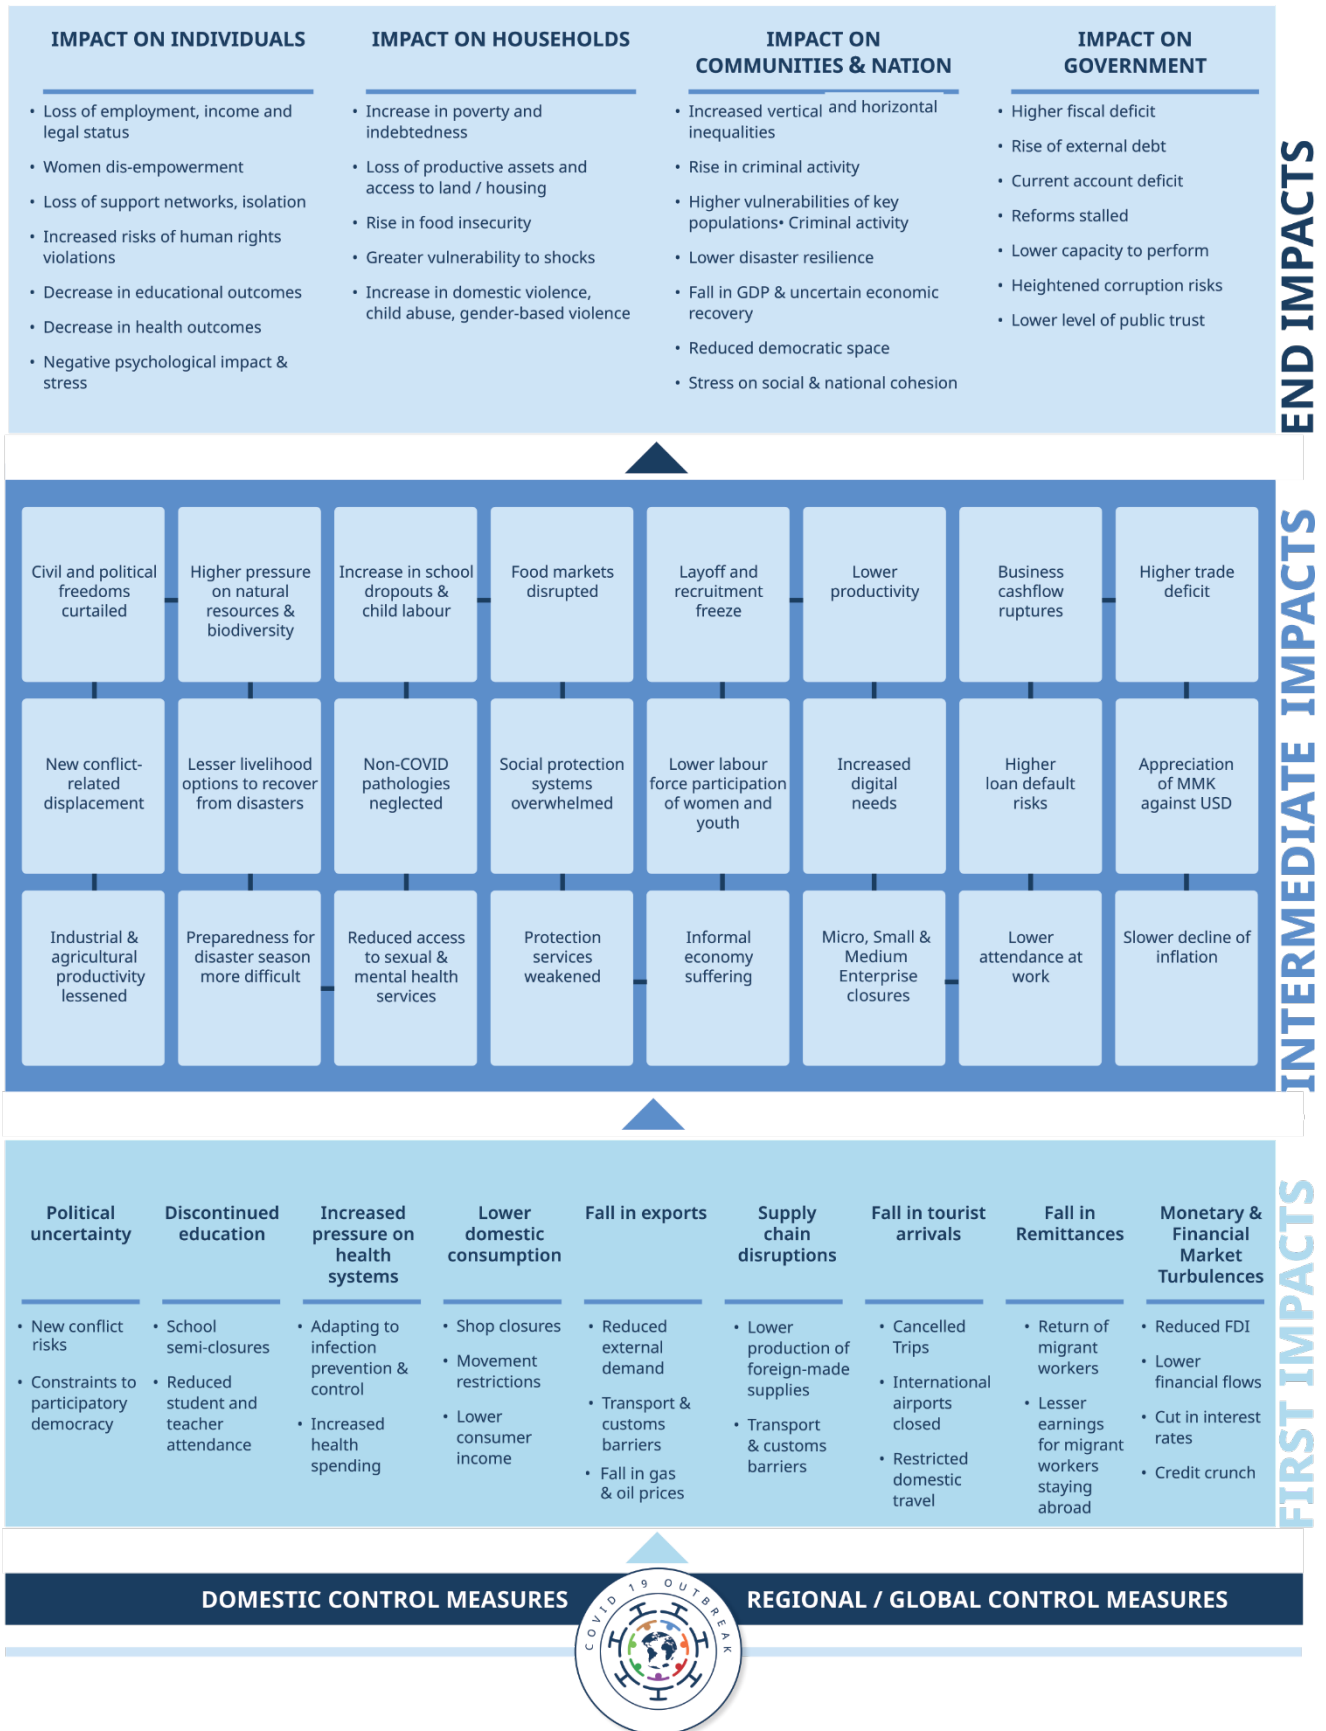 IMPACT ON INDIVIDUALS
• Loss of employment, income and
legal status
• Women dis-empowerment
• Loss of support networks, isolation
• Increased risks of human rights
violations
• Decrease in educational outcomes
• Decrease in health outcomes
• Negative psychological impact &
stress
IMPACT ON HOUSEHOLDS
• Increase in poverty and
indebtedness
• Loss of productive assets and
access to land / housing
• Rise in food insecurity
• Greater vulnerability to shocks
• Increase in domestic violence,
child abuse, gender-based violence
IMPACT ON
COMMUNITIES & NATION
• Increased vertical and horizontal
inequalities
• Rise in criminal activity
• Higher vulnerabilities of key
populations• Criminal activity
• Lower disaster resilience
• Fall in GDP & uncertain economic
recovery
• Reduced democratic space
• Stress on social & national cohesion
IMPACT ON
GOVERNMENT
• Higher fiscal deficit
• Rise of external debt
• Current account deficit
• Reforms stalled
• Lower capacity to perform
• Heightened corruption risks
• Lower level of public trust
END IMPACTS
Civil and political
freedoms
curtailed
Higher pressure
on natural
resources &
biodiversity
Increase in school
dropouts &
child labour
Food markets
disrupted
Layoff and
recruitment
freeze
Lower
productivity
Business
cashflow
ruptures
Higher trade
deficit
New conflict-
related
displacement
Lesser livelihood
options to recover
from disasters
Non-COVID
pathologies
neglected
Social protection
systems
overwhelmed
Lower labour
force participation
of women and
youth
Increased
digital
needs
Higher
loan default
risks
Appreciation
of MMK
against USD
Industrial &
agricultural
productivity
lessened
Preparedness for
disaster season
more difficult
Reduced access
to sexual &
mental health
services
Protection
services
weakened
Informal
economy
suffering
Micro, Small &
Medium
Enterprise
closures
Lower
attendance at
work
Slower decline of
inflation
INTERMEDIATE IMPACTS
Political
uncertainty
• New conflict
risks
• Constraints to
participatory
democracy
Discontinued
education
• School
semi-closures
• Reduced
student and
teacher
attendance
Increased
pressure on
health
systems
• Adapting to
infection
prevention &
control
• Increased
health
spending
Lower
domestic
consumption
• Shop closures
• Movement
restrictions
• Lower
consumer
income
Fall in exports
• Reduced
external
demand
• Transport &
customs
barriers
• Fall in gas
& oil prices
Supply
chain
disruptions
• Lower
production of
foreign-made
supplies
• Transport
& customs
barriers
Fall in tourist
arrivals
• Cancelled
Trips
• International
airports
closed
• Restricted
domestic
travel
Fall in
Remittances
• Return of
migrant
workers
• Lesser
earnings
for migrant
workers
staying
abroad
Monetary &
Financial
Market
Turbulences
• Reduced FDI
• Lower
financial flows
• Cut in interest
rates
• Credit crunch
FIRST IMPACTS
DOMESTIC CONTROL MEASURES
COVID 19 OUTBREAK
REGIONAL / GLOBAL CONTROL MEASURES